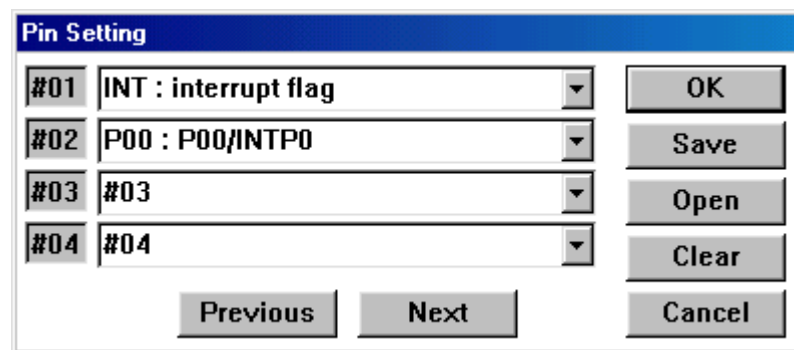 Pin Setting
#01 INT : interrupt flag OK
#02 P00 : P00/INTP0 Save
#03 #03 Open
#04 #04 Clear
Previous Next Cancel